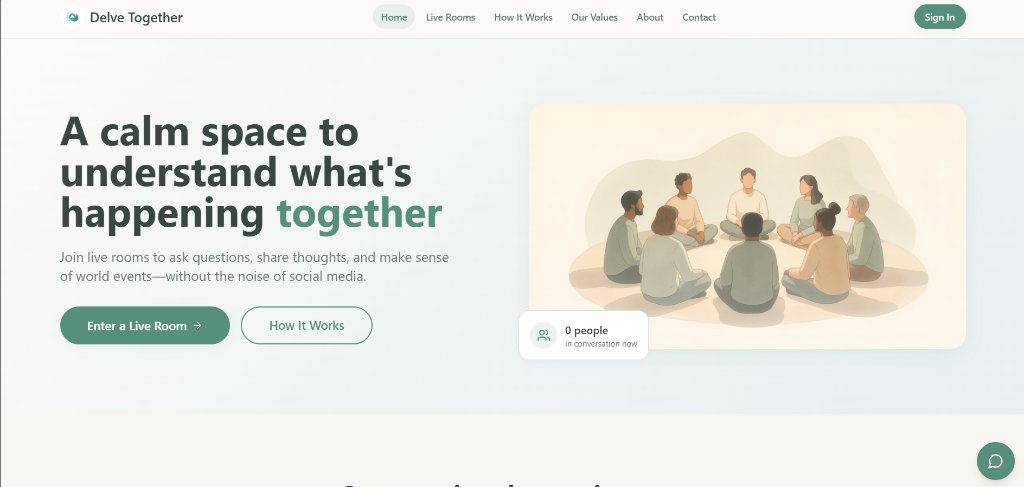 Delve Together
Home
Live Rooms
How It Works
Our Values
About
Contact
Sign In
A calm space to
understand what's
happening together
Join live rooms to ask questions, share thoughts, and make sense
of world events—without the noise of social media.
Enter a Live Room →
How It Works
0 people
in conversation now